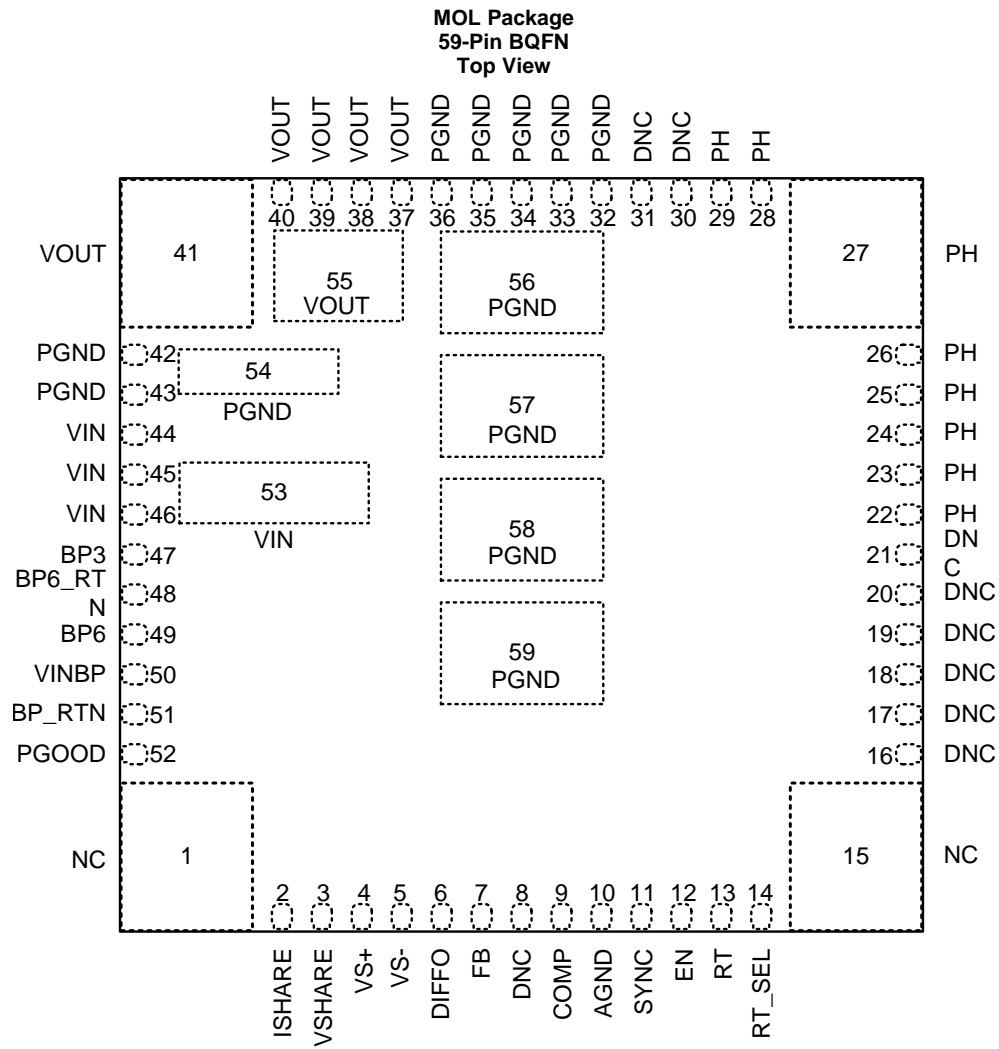 MOL Package
59-Pin BQFN
Top View
VOUT
VOUT
VOUT
VOUT
PGND
PGND
PGND
PGND
PGND
DNC
DNC
PH
PH
40
39
38
37
36
35
34
33
32
31
30
29
28
VOUT
41
55
VOUT
56
PGND
27
PH
PGND
42
54
PGND
26
PH
PGND
43
57
PGND
25
PH
VIN
44
24
PH
VIN
45
53
VIN
23
PH
VIN
46
58
PGND
22
PH
BP3
47
21
DN
C
BP6_RT
N
48
20
DNC
BP6
49
59
PGND
19
DNC
VINBP
50
18
DNC
BP_RTN
51
17
DNC
PGOOD
52
16
DNC
NC
1
15
NC
2
3
4
5
6
7
8
9
10
11
12
13
14
ISHARE
VSHARE
VS+
VS-
DIFFO
FB
DNC
COMP
AGND
SYNC
EN
RT
RT_SEL